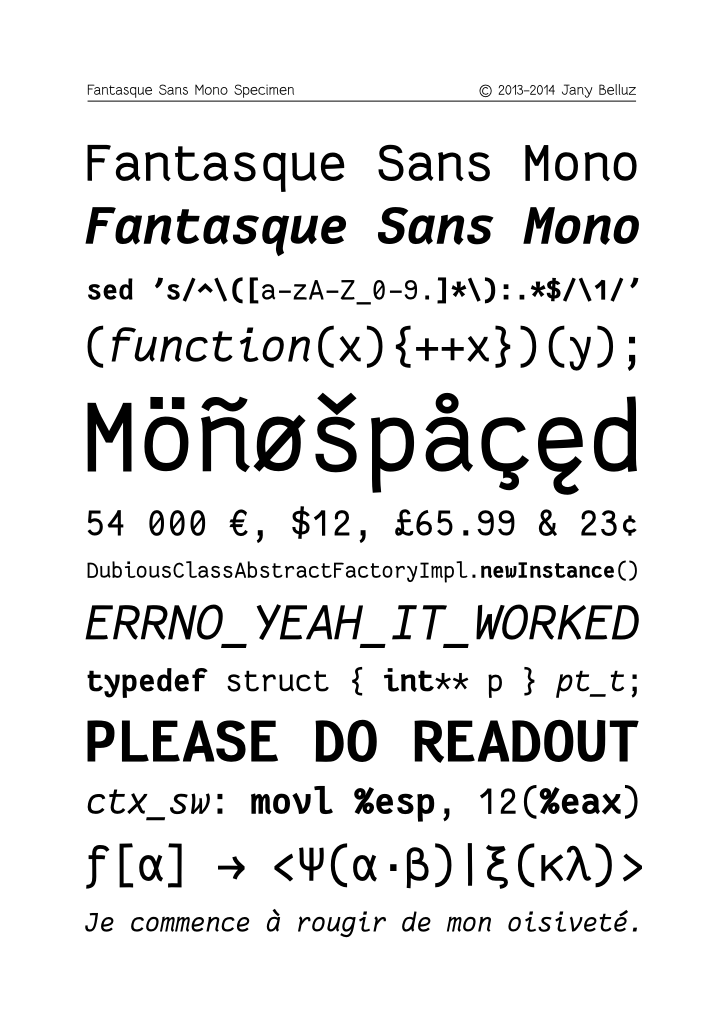 Fantasque Sans Mono Specimen © 2013–2014 Jany Belluz
Fantasque Sans Mono
Fantasque Sans Mono
sed 's/^\([a-zA-Z_0-9.]*\):.*$/\1/'
(function(x){++x})(y);
Möñøšpåçęd
54 000 €, $12, £65.99 & 23¢
DubiousClassAbstractFactoryImpl.newInstance()
ERRNO_YEAH_IT_WORKED
typedef struct { int** p } pt_t;
PLEASE DO READOUT
ctx_sw: movl %esp, 12(%eax)
ƒ[α] → <Ψ(α·β)|ξ(κλ)>
Je commence à rougir de mon oisiveté.